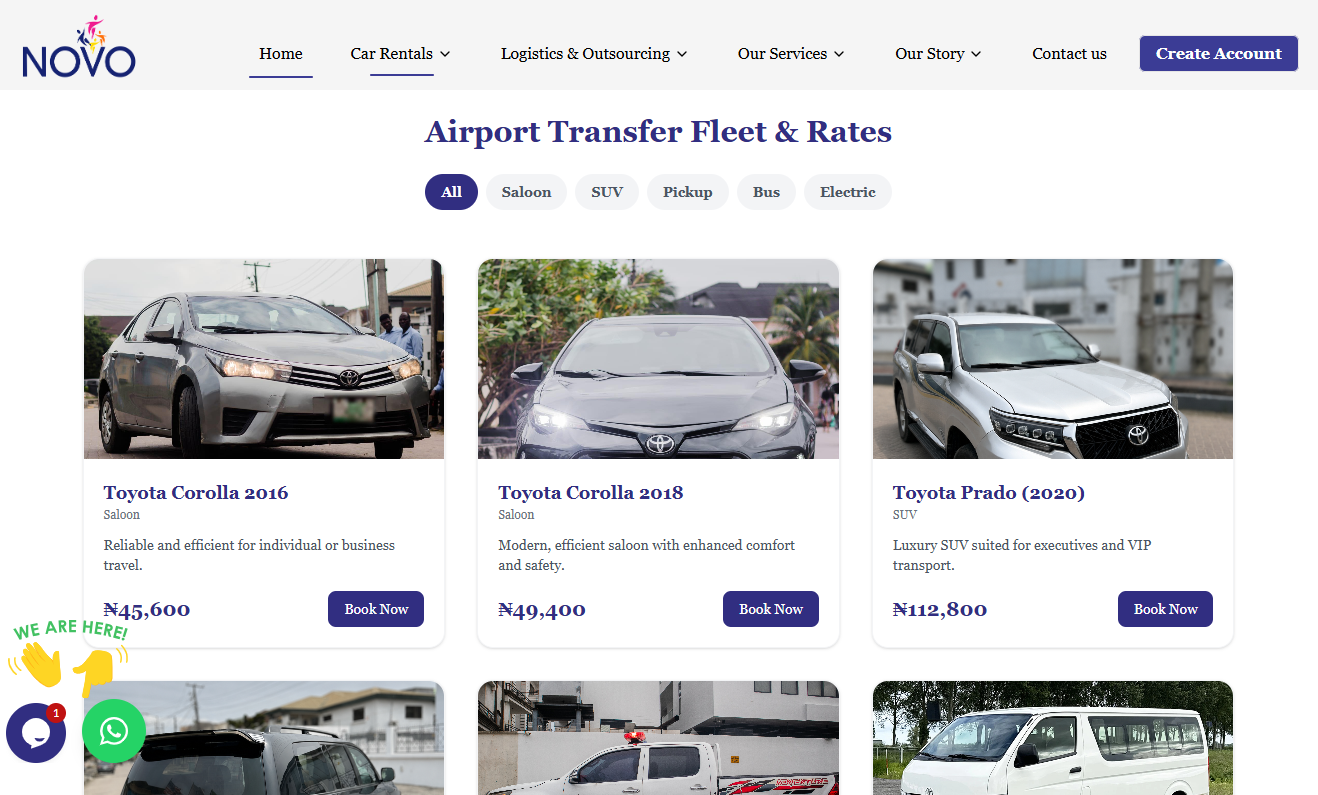 NOVO
Home
Car Rentals
Logistics & Outsourcing
Our Services
Our Story
Contact us
Create Account
Airport Transfer Fleet & Rates
All
Saloon
SUV
Pickup
Bus
Electric
Toyota Corolla 2016
Saloon
Reliable and efficient for individual or business
travel.
₦45,600
Book Now
Toyota Corolla 2018
Saloon
Modern, efficient saloon with enhanced comfort
and safety.
₦49,400
Book Now
Toyota Prado (2020)
SUV
Luxury SUV suited for executives and VIP
transport.
₦112,800
Book Now
WE ARE HERE!
1
ADVENTURE